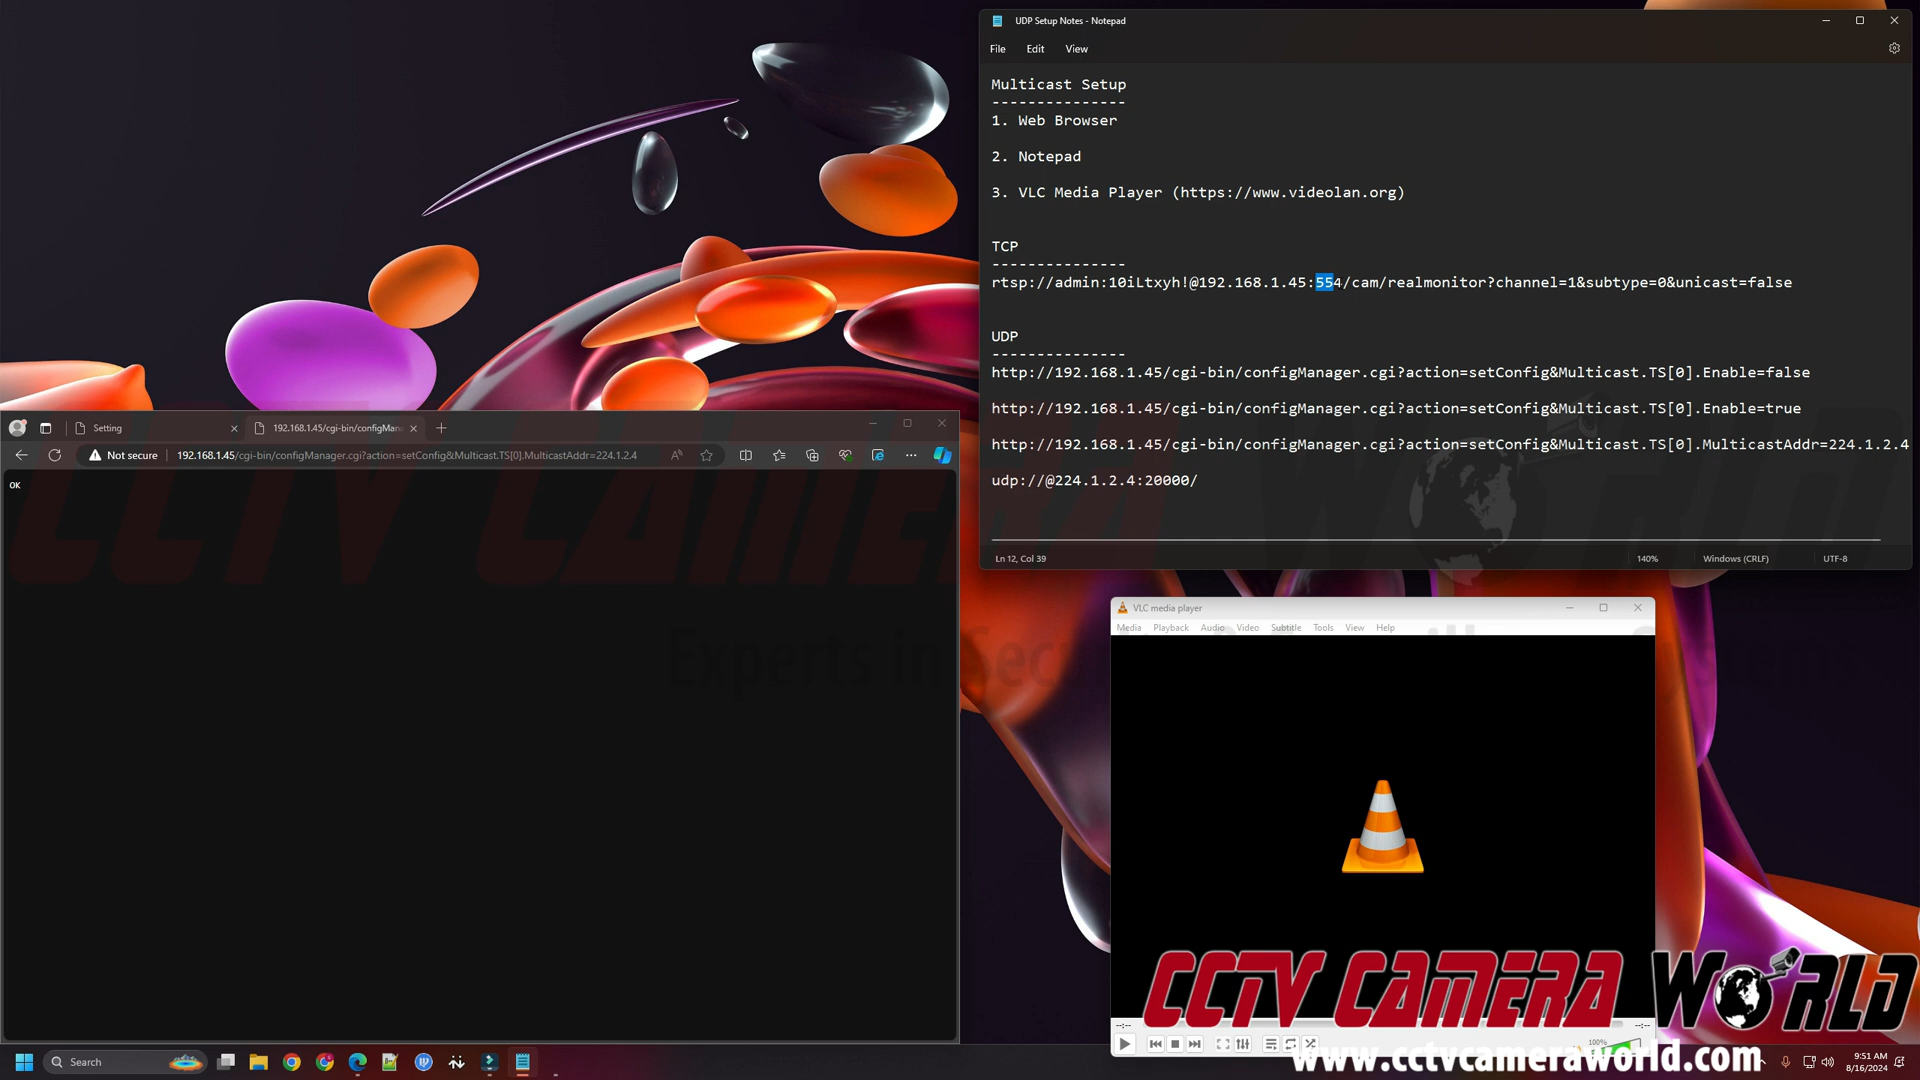 UDP Setup Notes - Notepad
File Edit View
Multicast Setup
---------------
1. Web Browser
2. Notepad
3. VLC Media Player (https://www.videolan.org)
TCP
---------------
rtsp://admin:10iLtxyh!@192.168.1.45:554/cam/realmonitor?channel=1&subtype=0&unicast=false
UDP
---------------
http://192.168.1.45/cgi-bin/configManager.cgi?action=setConfig&Multicast.TS[0].Enable=false
http://192.168.1.45/cgi-bin/configManager.cgi?action=setConfig&Multicast.TS[0].Enable=true
http://192.168.1.45/cgi-bin/configManager.cgi?action=setConfig&Multicast.TS[0].MulticastAddr=224.1.2.4
udp://@224.1.2.4:20000/
Ln 12, Col 39 140% Windows (CRLF) UTF-8
Setting 192.168.1.45/cgi-bin/configMan
Not secure 192.168.1.45/cgi-bin/configManager.cgi?action=setConfig&Multicast.TS[0].MulticastAddr=224.1.2.4
OK
CCTV CAMERA WORLD
Experts in Sec
VLC media player
Media Playback Audio Video Subtitle Tools View Help
CCTV CAMERA WORLD
--:-- --:--
100%
www.cctvcameraworld.com
Search
9:51 AM
8/16/2024